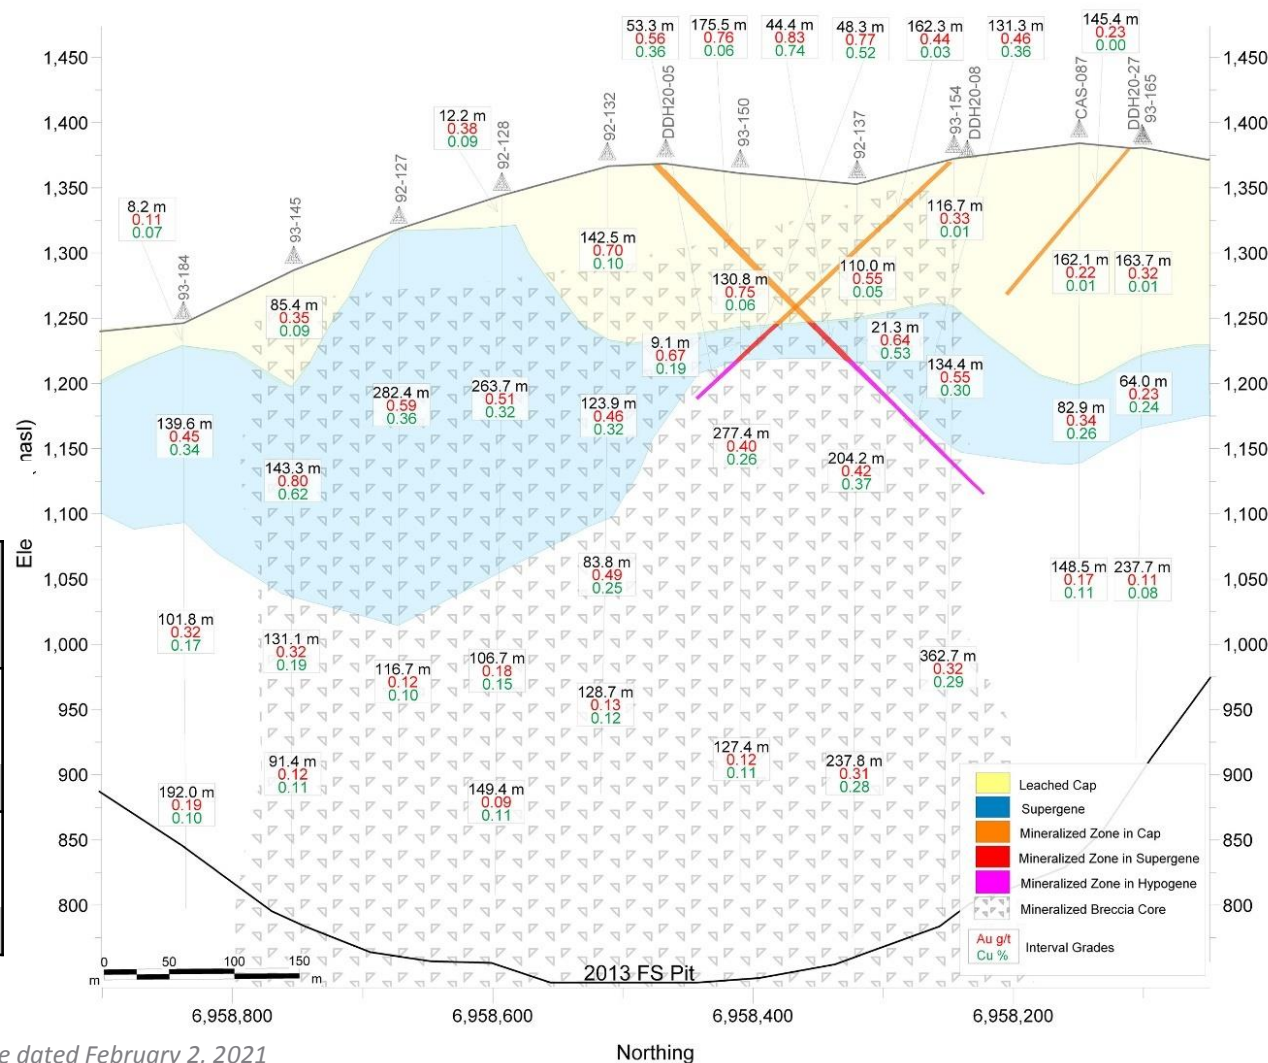 53.3 m
0.56
0.36
175.5 m
0.76
0.06
44.4 m
0.83
0.74
48.3 m
0.77
0.52
162.3 m
0.44
0.03
131.3 m
0.46
0.36
145.4 m
0.23
0.00
1,450
1,400
1,350
1,300
1,250
1,200
1,150
1,100
1,050
1,000
950
900
850
800
1,450
1,400
1,350
1,300
1,250
1,200
1,150
1,100
1,050
1,000
950
900
850
800
93-184
93-145
92-127
92-128
92-132
DDH20-05
93-150
92-137
93-154
DDH20-08
CAS-087
DDH20-27
93-165
12.2 m
0.38
0.09
8.2 m
0.11
0.07
85.4 m
0.35
0.09
142.5 m
0.70
0.10
130.8 m
0.75
0.06
110.0 m
0.55
0.05
116.7 m
0.33
0.01
162.1 m
0.22
0.01
163.7 m
0.32
0.01
139.6 m
0.45
0.34
143.3 m
0.80
0.62
282.4 m
0.59
0.36
263.7 m
0.51
0.32
123.9 m
0.46
0.32
9.1 m
0.67
0.19
21.3 m
0.64
0.53
134.4 m
0.55
0.30
82.9 m
0.34
0.26
64.0 m
0.23
0.24
277.4 m
0.40
0.26
204.2 m
0.42
0.37
83.8 m
0.49
0.25
148.5 m
0.17
0.11
237.7 m
0.11
0.08
101.8 m
0.32
0.17
131.1 m
0.32
0.19
116.7 m
0.12
0.10
106.7 m
0.18
0.15
128.7 m
0.13
0.12
362.7 m
0.32
0.29
192.0 m
0.19
0.10
91.4 m
0.12
0.11
149.4 m
0.09
0.11
127.4 m
0.12
0.11
237.8 m
0.31
0.28
Leached Cap
Supergene
Mineralized Zone in Cap
Mineralized Zone in Supergene
Mineralized Zone in Hypogene
Mineralized Breccia Core
Au g/t
Cu %
Interval Grades
0 50 100 150
m m
2013 FS Pit
6,958,800 6,958,600 6,958,400 6,958,200
Northing
dated February 2, 2021